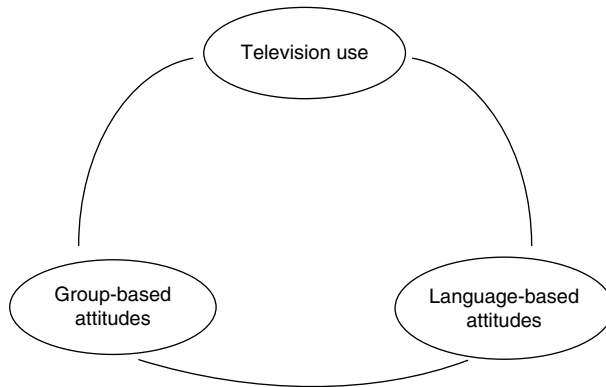 Television use
Group-based
attitudes
Language-based
attitudes